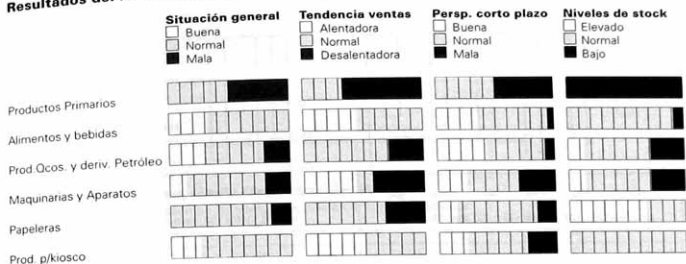 Resultados de
Situación general Tendencia ventas Persp. corto plazo Niveles de stock
Buena Alentadora Buena Elevado
Normal Normal Normal Normal
Mala Desalentadora Mala Bajo
Productos Primarios
Alimentos y bebidas
Prod.Qcos. y deriv. Petróleo
Maquinarias y Aparatos
Papeleras
Prod. p/kiosco